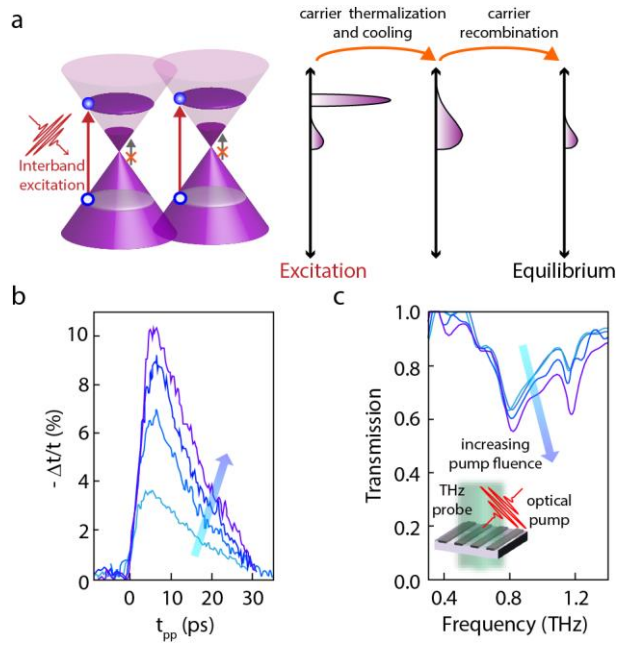 a
carrier thermalization
and cooling
carrier
recombination
Interband
excitation
Excitation
Equilibrium
b
- Δt/t (%)
10
8
6
4
2
0
0
10
20
30
t_pp (ps)
c
Transmission
1.0
0.8
0.6
0.4
0.2
0.0
increasing
pump fluence
THz
probe
optical
pump
0.4
0.8
1.2
Frequency (THz)